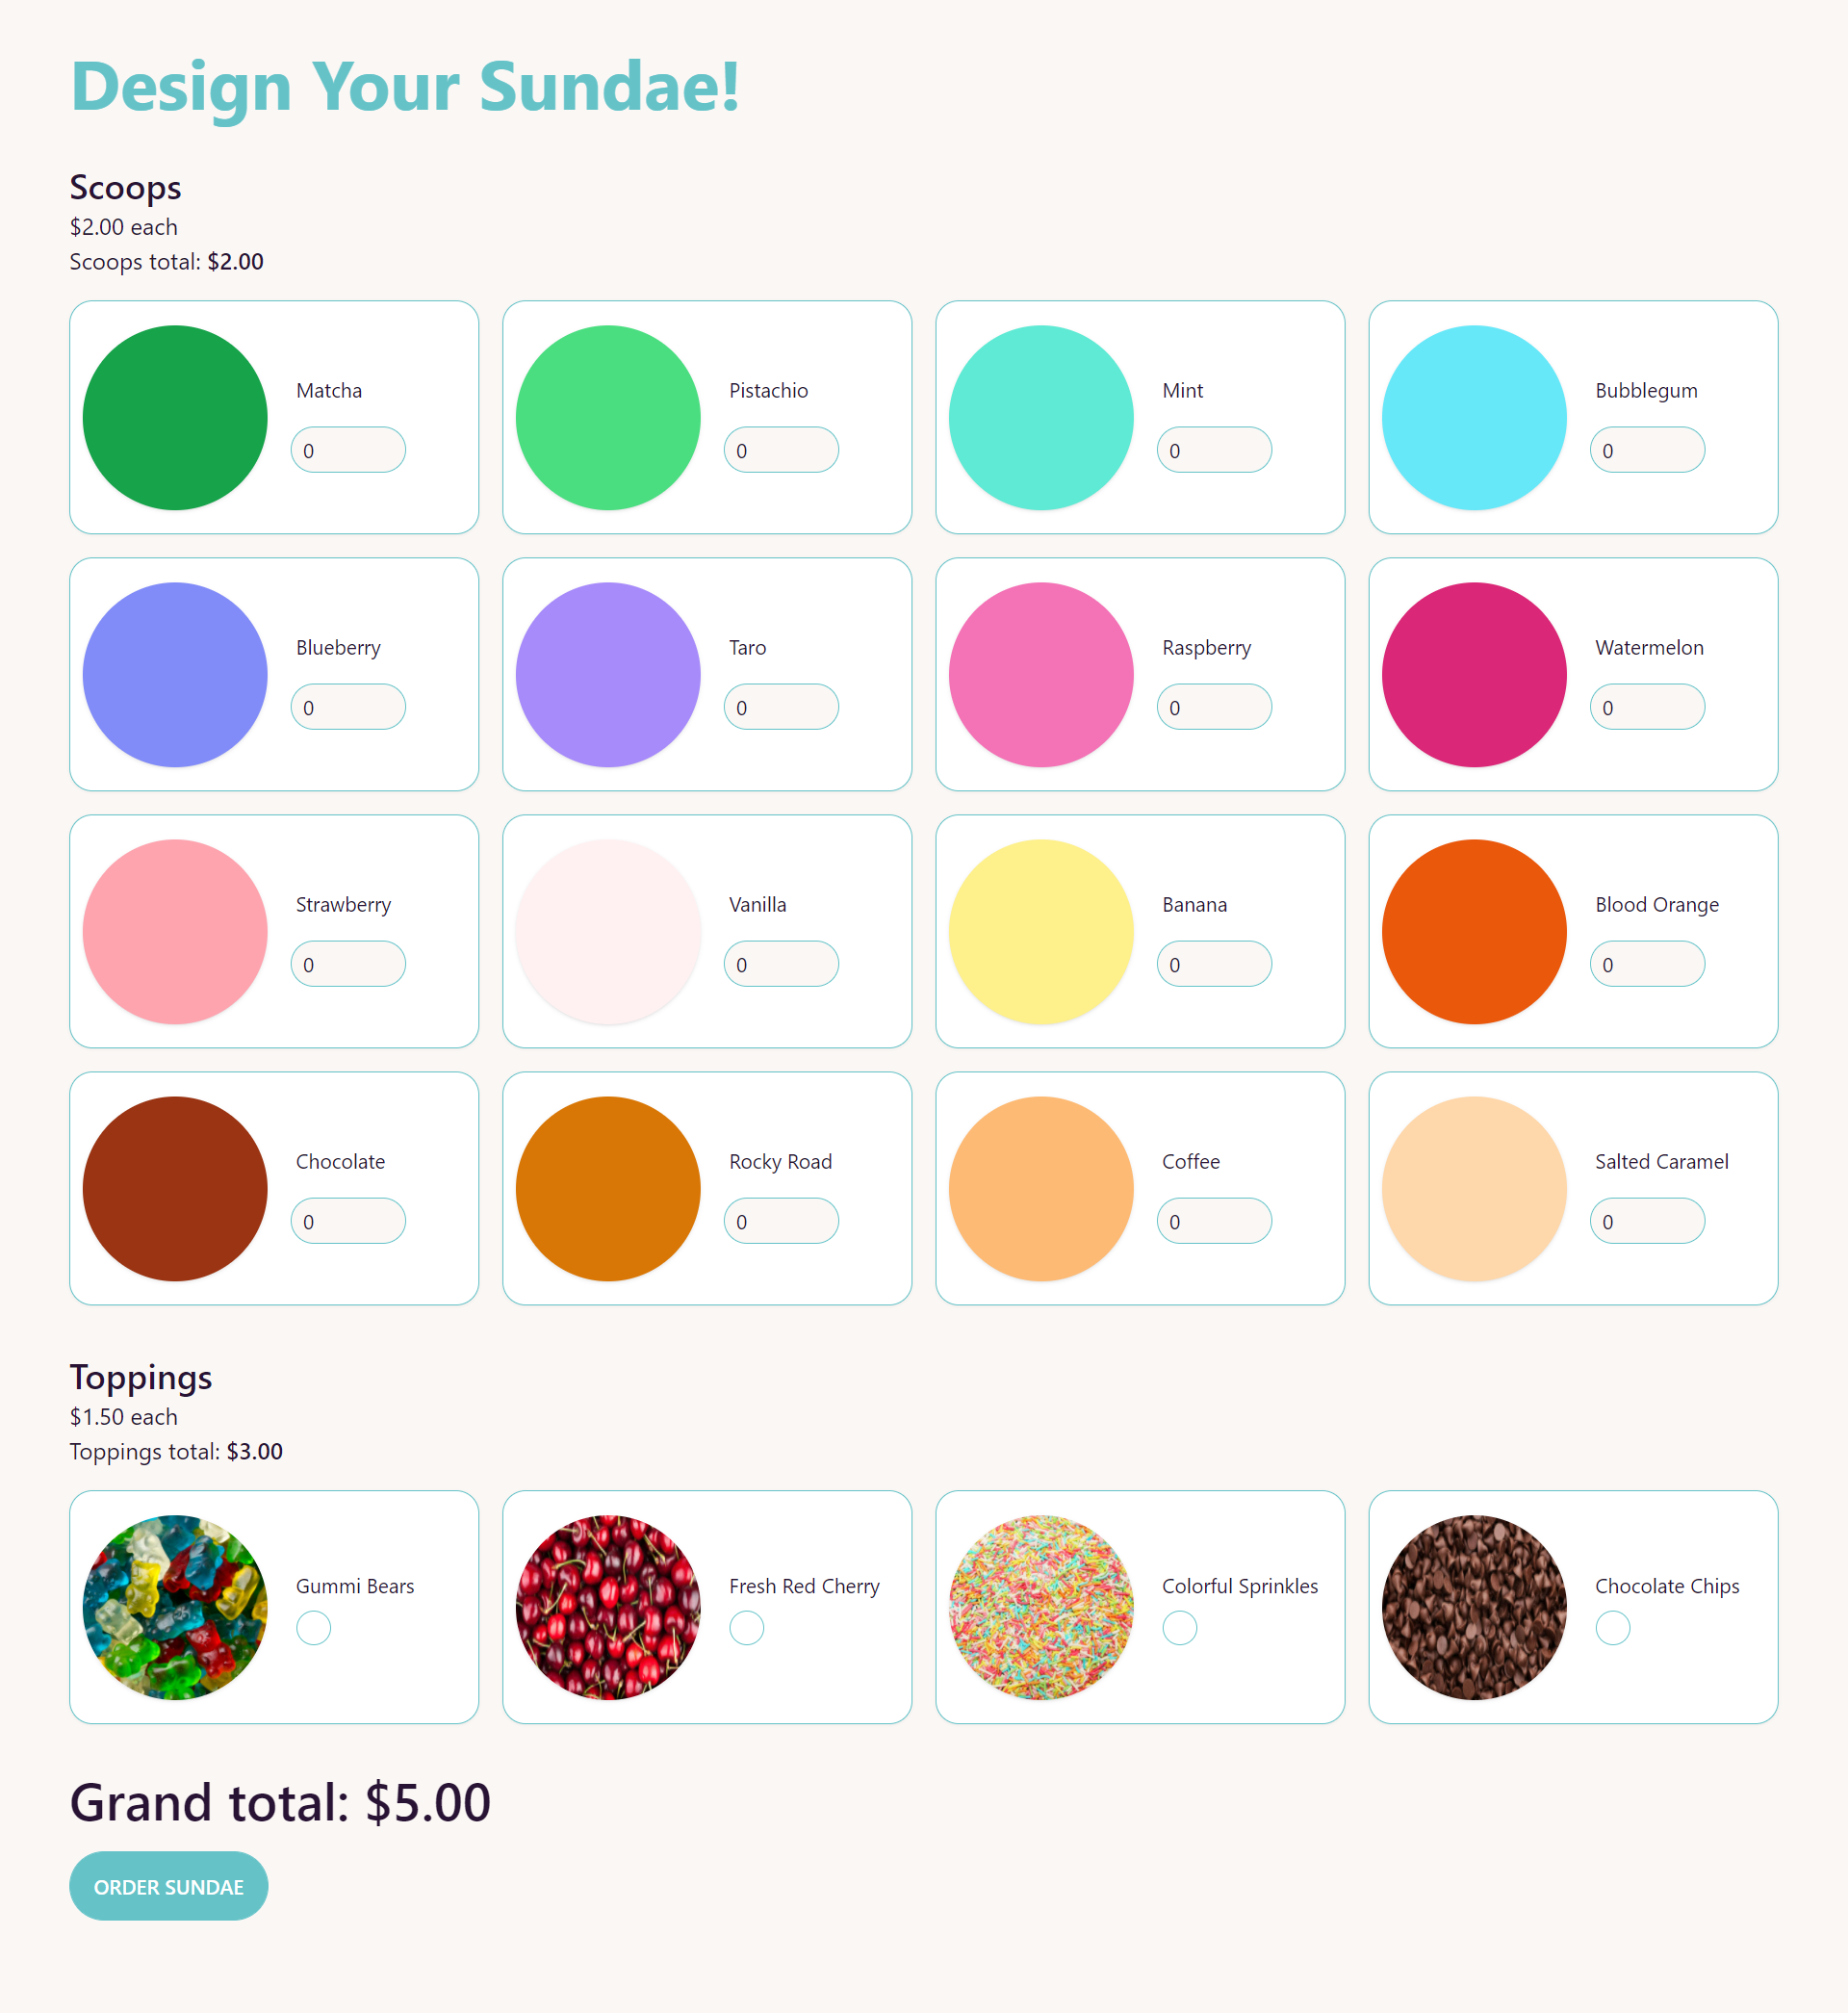 Design Your Sundae!
Scoops
$2.00 each
Scoops total: $2.00
Matcha
0
Pistachio
0
Mint
0
Bubblegum
0
Blueberry
0
Taro
0
Raspberry
0
Watermelon
0
Strawberry
0
Vanilla
0
Banana
0
Blood Orange
0
Chocolate
0
Rocky Road
0
Coffee
0
Salted Caramel
0
Toppings
$1.50 each
Toppings total: $3.00
Gummi Bears
Fresh Red Cherry
Colorful Sprinkles
Chocolate Chips
Grand total: $5.00
ORDER SUNDAE